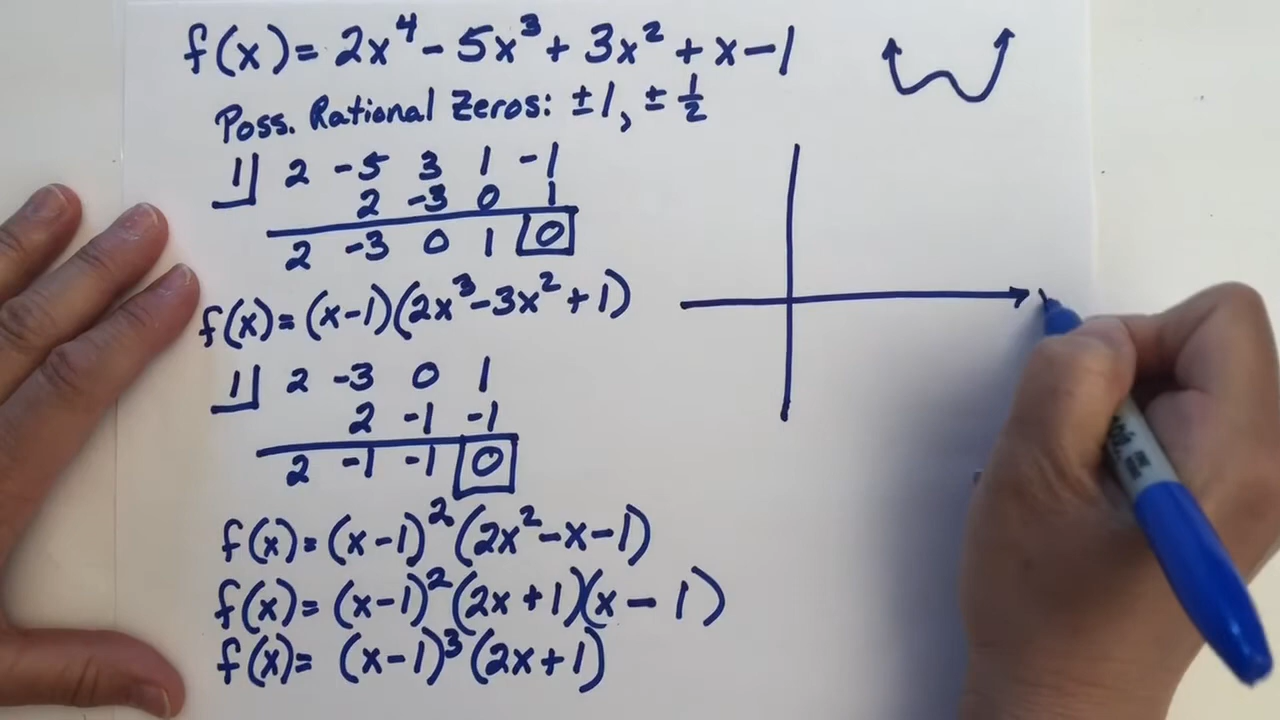 f(x)= 2x⁴ - 5x³ + 3x² + x - 1
Poss. Rational Zeros: ±1, ± 1/2
1| 2 -5 3 1 -1
2 -3 0 1
2 -3 0 1 0
f(x)= (x-1)(2x³-3x²+1)
1| 2 -3 0 1
2 -1 -1
2 -1 -1 0
f(x)= (x-1)²(2x²-x-1)
f(x)= (x-1)²(2x+1)(x-1)
f(x)= (x-1)³(2x+1)